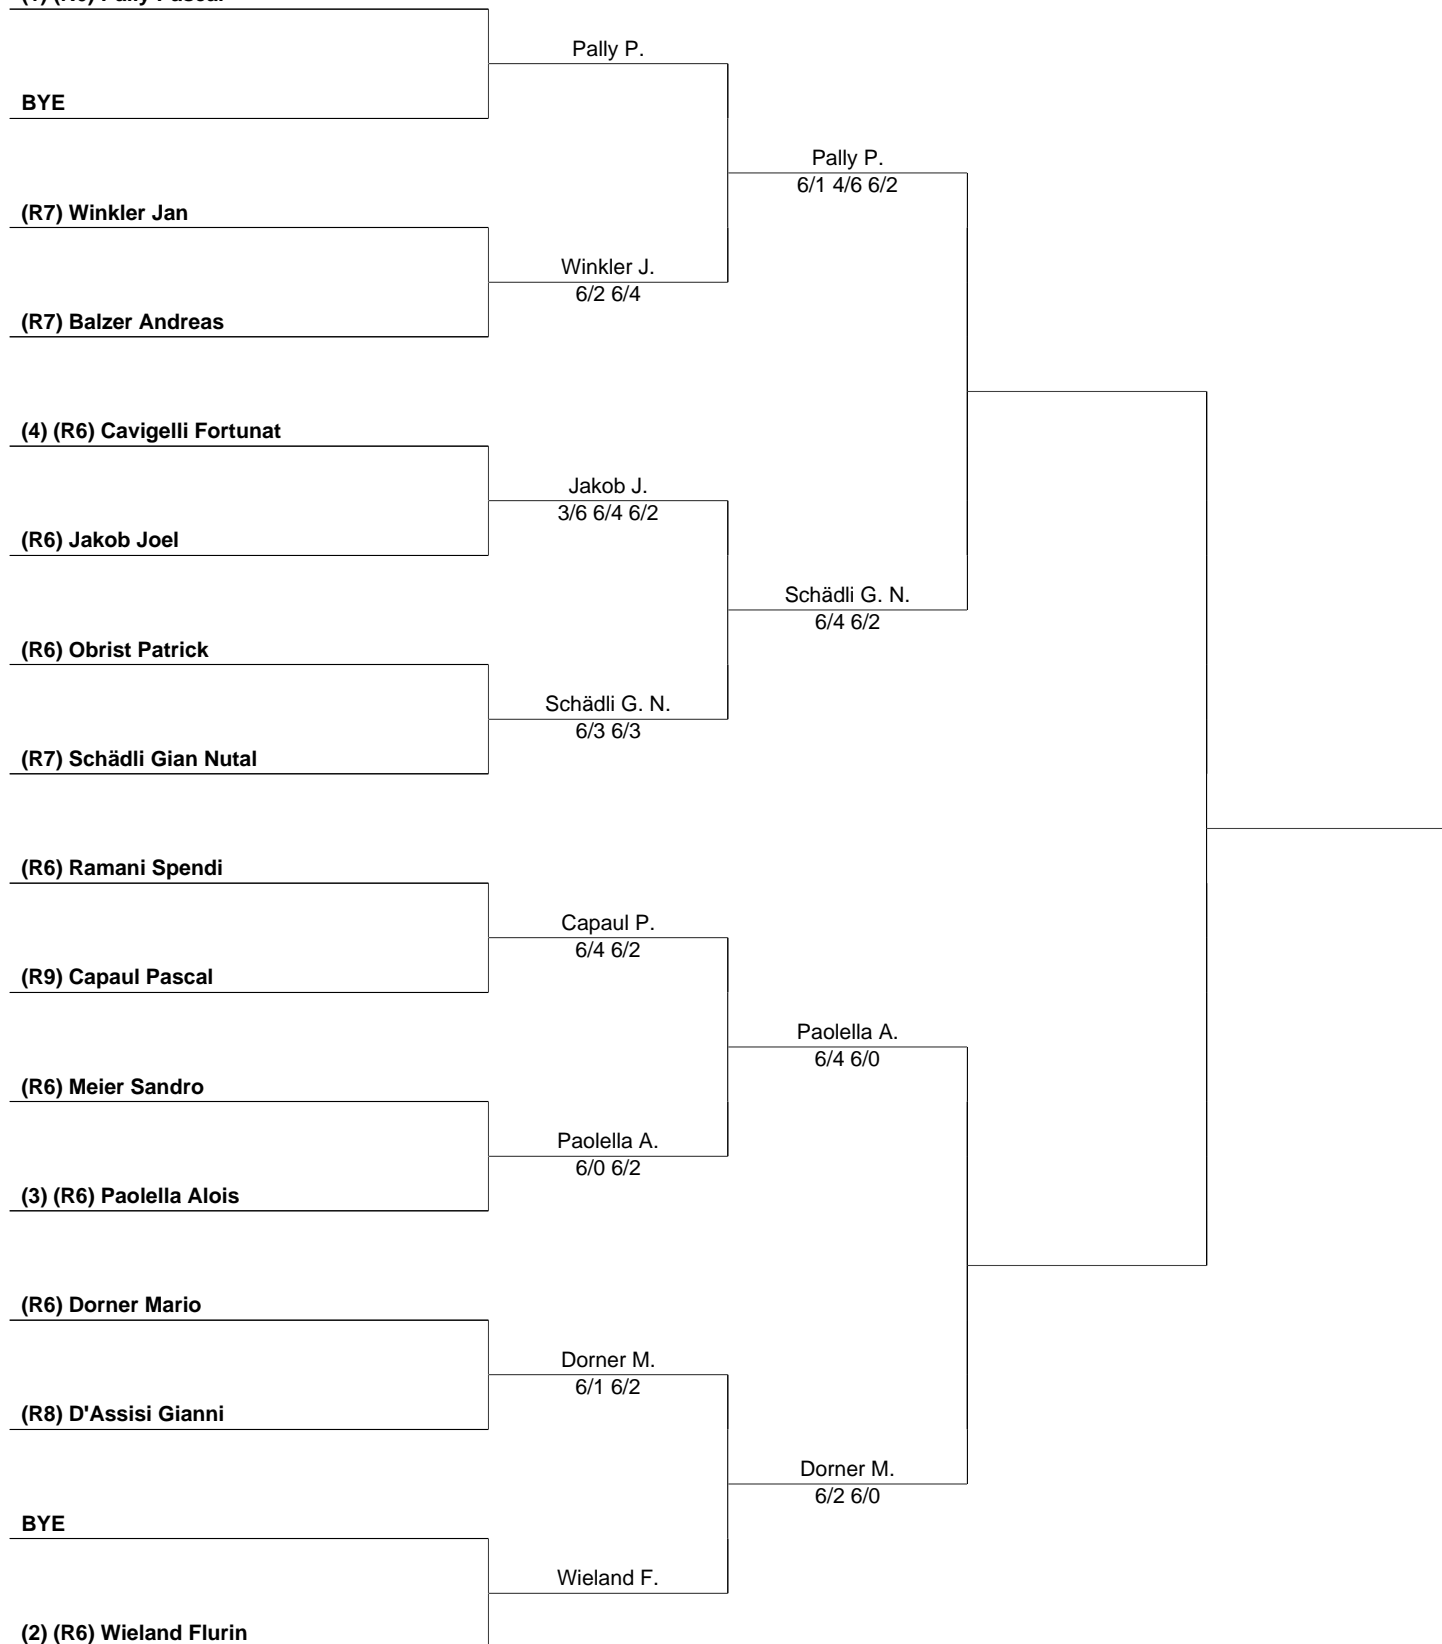 Pally P.
BYE
Pally P.
6/1 4/6 6/2
(R7) Winkler Jan
Winkler J.
6/2 6/4
(R7) Balzer Andreas
(4) (R6) Cavigelli Fortunat
Jakob J.
3/6 6/4 6/2
(R6) Jakob Joel
Schädli G. N.
6/4 6/2
(R6) Obrist Patrick
Schädli G. N.
6/3 6/3
(R7) Schädli Gian Nutal
(R6) Ramani Spendi
Capaul P.
6/4 6/2
(R9) Capaul Pascal
Paolella A.
6/4 6/0
(R6) Meier Sandro
Paolella A.
6/0 6/2
(3) (R6) Paolella Alois
(R6) Dorner Mario
Dorner M.
6/1 6/2
(R8) D'Assisi Gianni
Dorner M.
6/2 6/0
BYE
Wieland F.
(2) (R6) Wieland Flurin